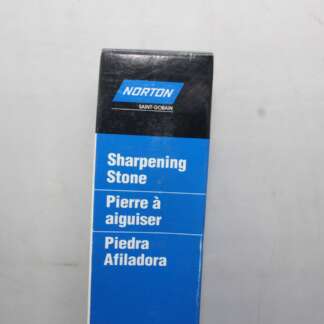 NORTON
SAINT-GOBAIN
Sharpening
Stone
Pierre à
aiguiser
Piedra
Afiladora